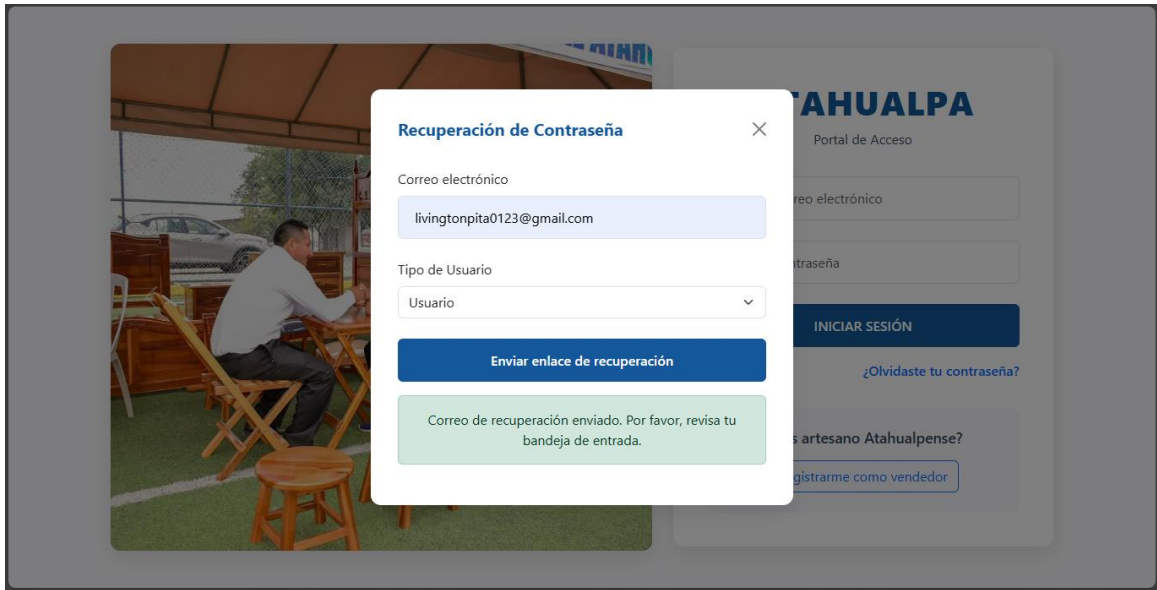 Recuperación de Contraseña
Correo electrónico
livingtonpita0123@gmail.com
Tipo de Usuario
Usuario
Enviar enlace de recuperación
Correo de recuperación enviado. Por favor, revisa tu
bandeja de entrada.
TAHUALPA
Portal de Acceso
reo electrónico
ntraseña
INICIAR SESIÓN
¿Olvidaste tu contraseña?
s artesano Atahualpense?
gistrarme como vendedor